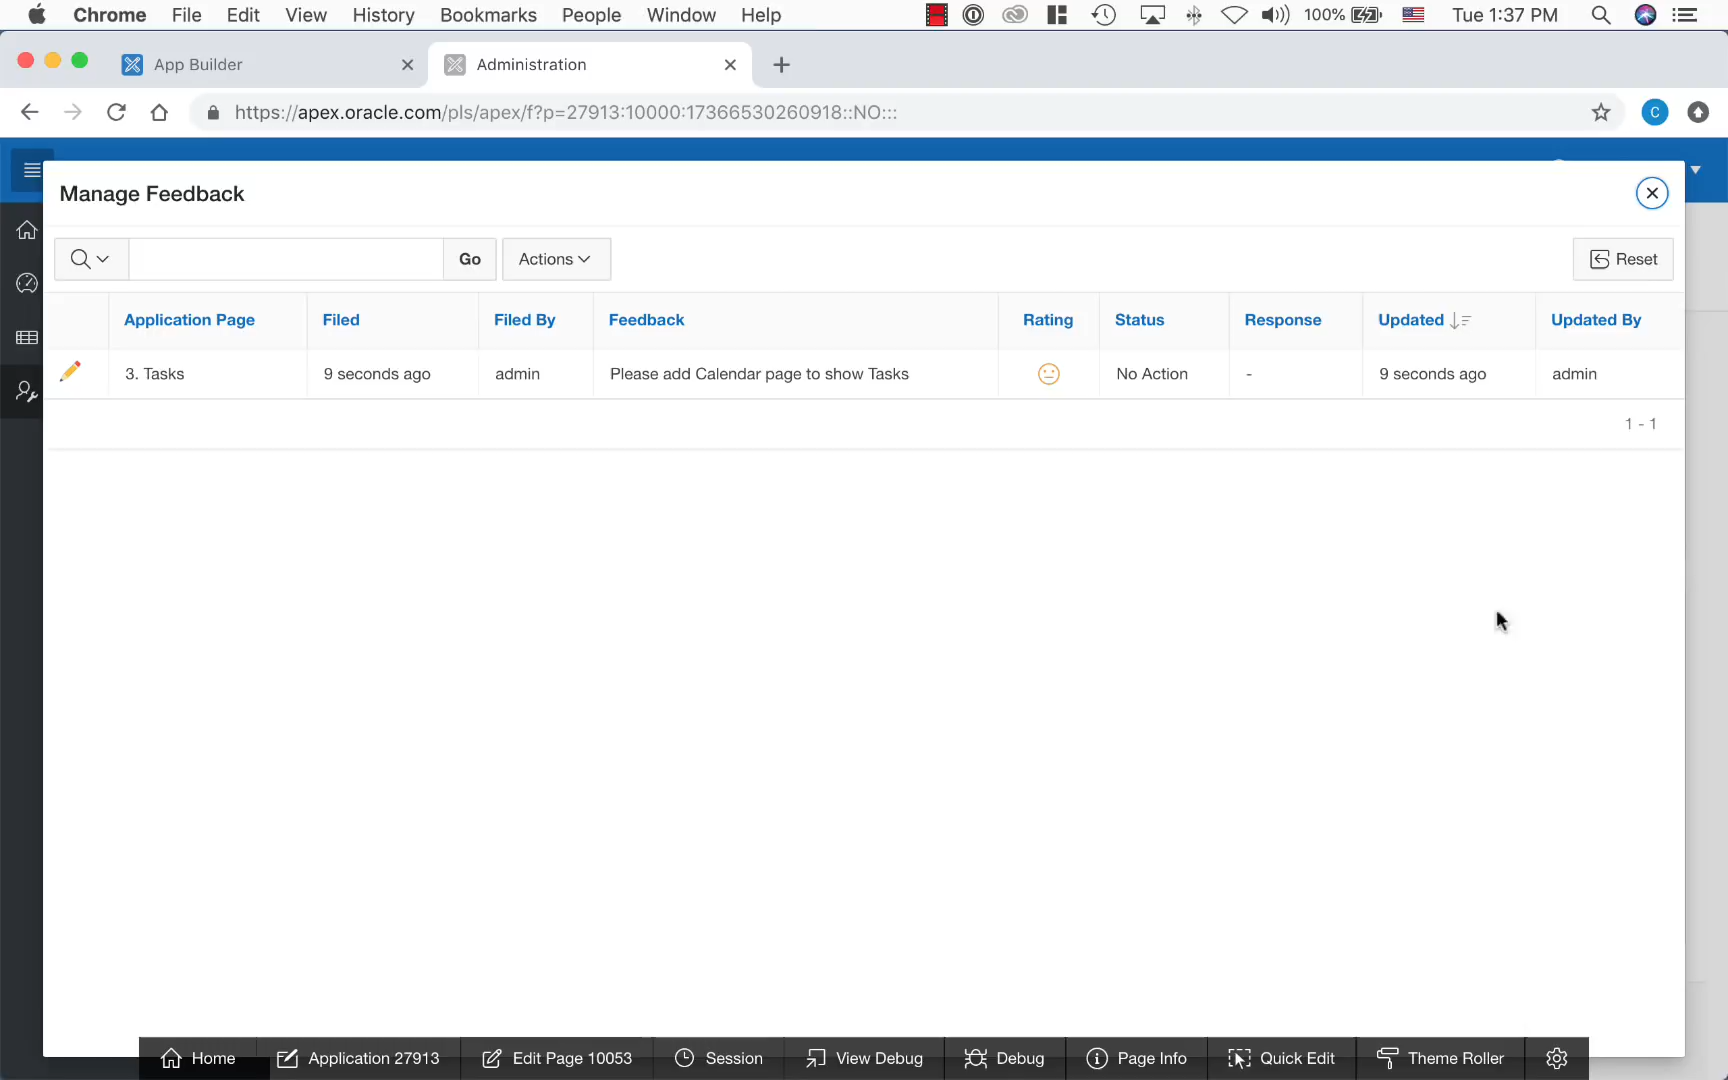 Chrome File Edit View History Bookmarks People Window Help 100% Tue 1:37 PM
App Builder Administration
https://apex.oracle.com/pls/apex/f?p=27913:10000:17366530260918::NO::: C
Manage Feedback
Go Actions Reset
Application Page Filed Filed By Feedback Rating Status Response Updated Updated By
3. Tasks 9 seconds ago admin Please add Calendar page to show Tasks No Action - 9 seconds ago admin
1 - 1
Home Application 27913 Edit Page 10053 Session View Debug Debug Page Info Quick Edit Theme Roller